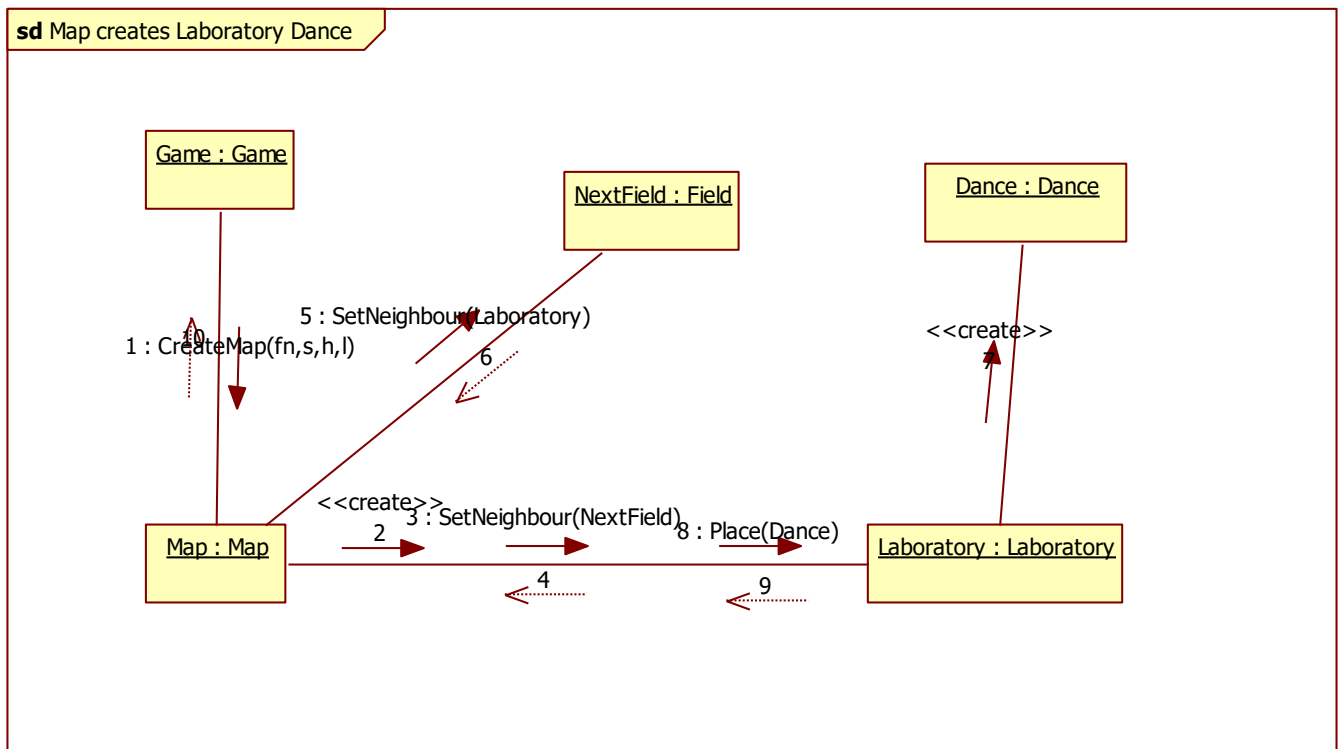 sd Map creates Laboratory Dance
Game : Game
NextField : Field
Dance : Dance
5 : SetNeighbour(Laboratory)
10
1 : CreateMap(fn,s,h,l)
6
<<create>>
7
<<create>>
2
3 : SetNeighbour(NextField)
8 : Place(Dance)
Map : Map
Laboratory : Laboratory
4
9